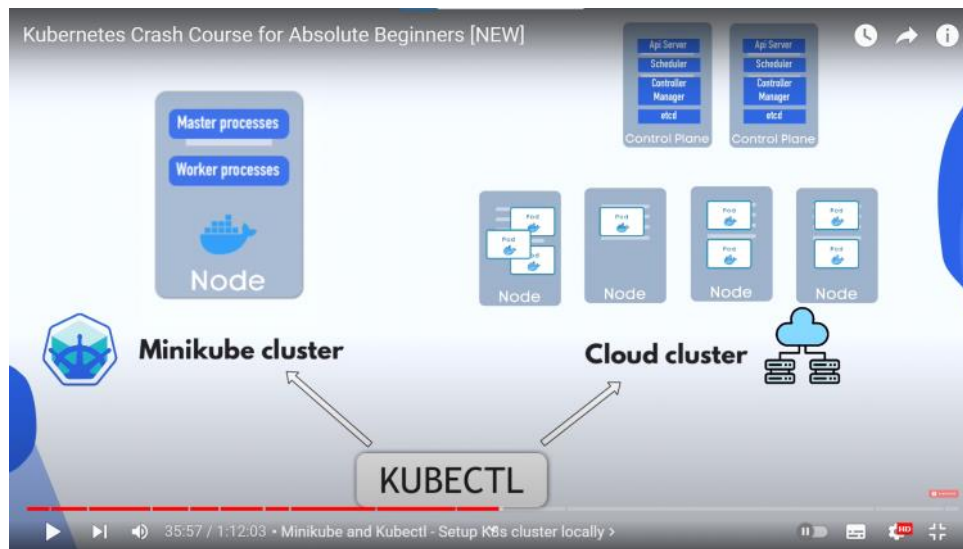 Kubernetes Crash Course for Absolute Beginners [NEW]
Master processes
Worker processes
Node
Api Server
Scheduler
Controller
Manager
etcd
Control Plane
Api Server
Scheduler
Controller
Manager
etcd
Control Plane
Pod
Pod
Pod
Node
Pod
Node
Pod
Pod
Node
Pod
Pod
Node
Minikube cluster
Cloud cluster
KUBECTL
35:57 / 1:12:03 • Minikube and Kubectl - Setup K8s cluster locally >
HD